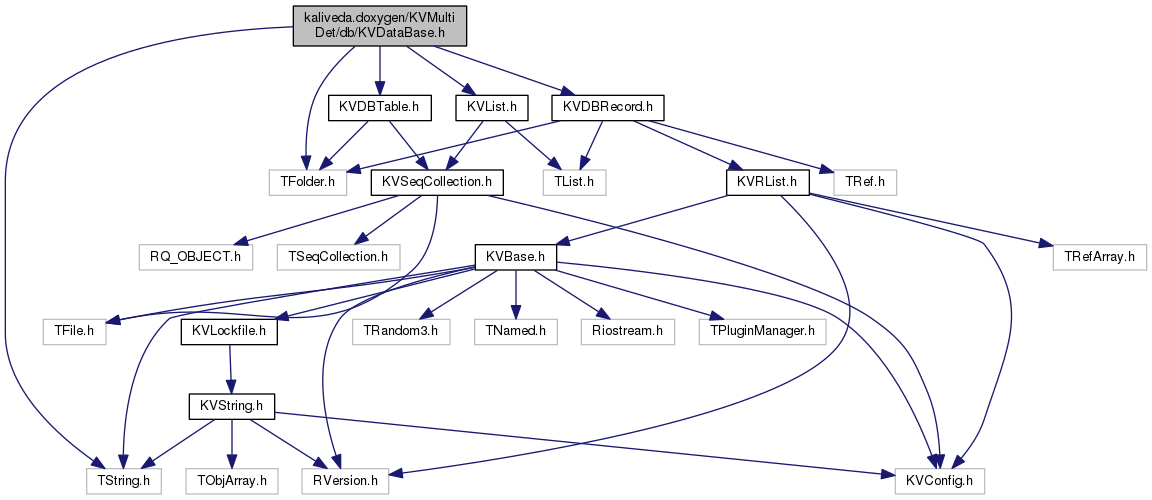 kaliveda.doxygen/KVMulti
Det/db/KVDataBase.h
KVDBTable.h
KVList.h
KVDBRecord.h
TFolder.h
KVSeqCollection.h
TList.h
KVRList.h
TRef.h
RQ_OBJECT.h
TSeqCollection.h
KVBase.h
TRefArray.h
TFile.h
KVLockfile.h
TRandom3.h
TNamed.h
Riostream.h
TPluginManager.h
KVString.h
TString.h
TObjArray.h
RVersion.h
KVConfig.h